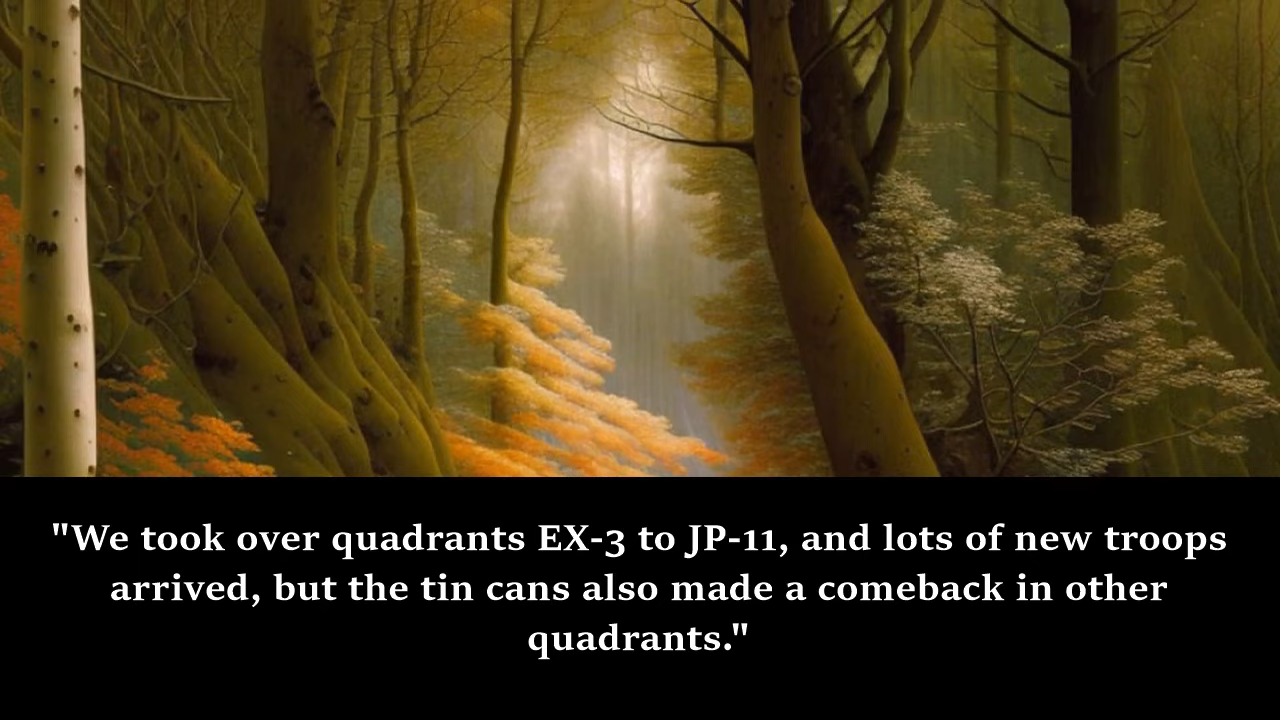 "We took over quadrants EX-3 to JP-11, and lots of new troops
arrived, but the tin cans also made a comeback in other
quadrants."